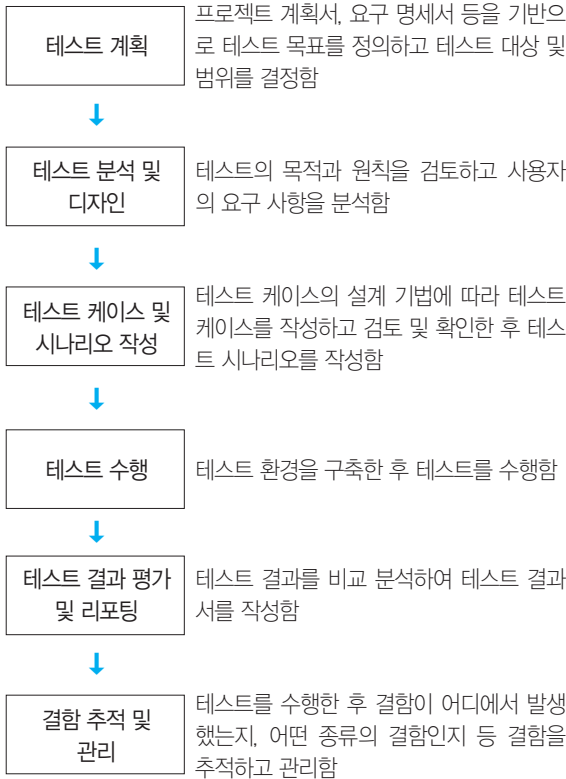 테스트 계획
프로젝트 계획서, 요구 명세서 등을 기반으
로 테스트 목표를 정의하고 테스트 대상 및
범위를 결정함
테스트 분석 및
디자인
테스트의 목적과 원칙을 검토하고 사용자
의 요구 사항을 분석함
테스트 케이스 및
시나리오 작성
테스트 케이스의 설계 기법에 따라 테스트
케이스를 작성하고 검토 및 확인한 후 테스
트 시나리오를 작성함
테스트 수행
테스트 환경을 구축한 후 테스트를 수행함
테스트 결과 평가
및 리포팅
테스트 결과를 비교 분석하여 테스트 결과
서를 작성함
결함 추적 및
관리
테스트를 수행한 후 결함이 어디에서 발생
했는지, 어떤 종류의 결함인지 등 결함을
추적하고 관리함